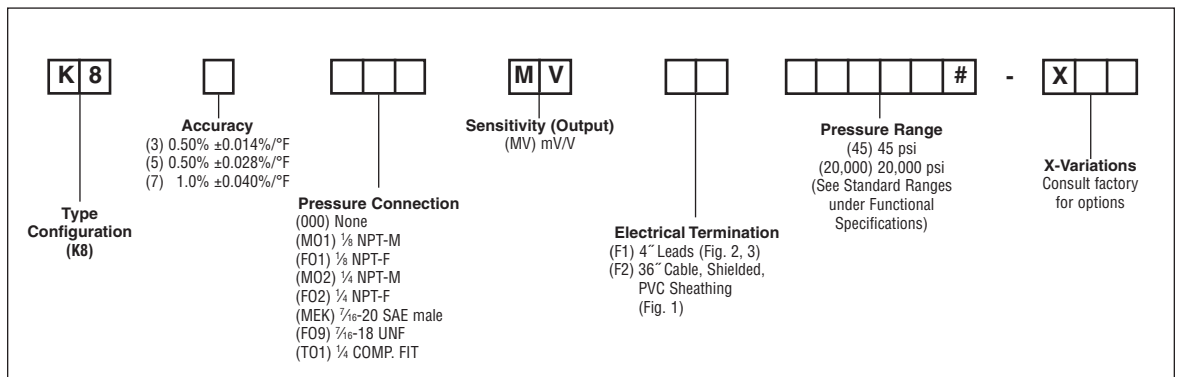 K 8 M V # - X
Accuracy
(3) 0.50% ±0.014%/°F
(5) 0.50% ±0.028%/°F
(7) 1.0% ±0.040%/°F
Sensitivity (Output)
(MV) mV/V
Pressure Range
(45) 45 psi
(20,000) 20,000 psi
(See Standard Ranges
under Functional
Specifications)
X-Variations
Consult factory
for options
Type
Configuration
(K8)
Pressure Connection
(000) None
(MO1) ⅛ NPT-M
(FO1) ⅛ NPT-F
(MO2) ¼ NPT-M
(FO2) ¼ NPT-F
(MEK) 7⁄16-20 SAE male
(FO9) 7⁄16-18 UNF
(TO1) ¼ COMP. FIT
Electrical Termination
(F1) 4˝ Leads (Fig. 2, 3)
(F2) 36˝ Cable, Shielded,
PVC Sheathing
(Fig. 1)